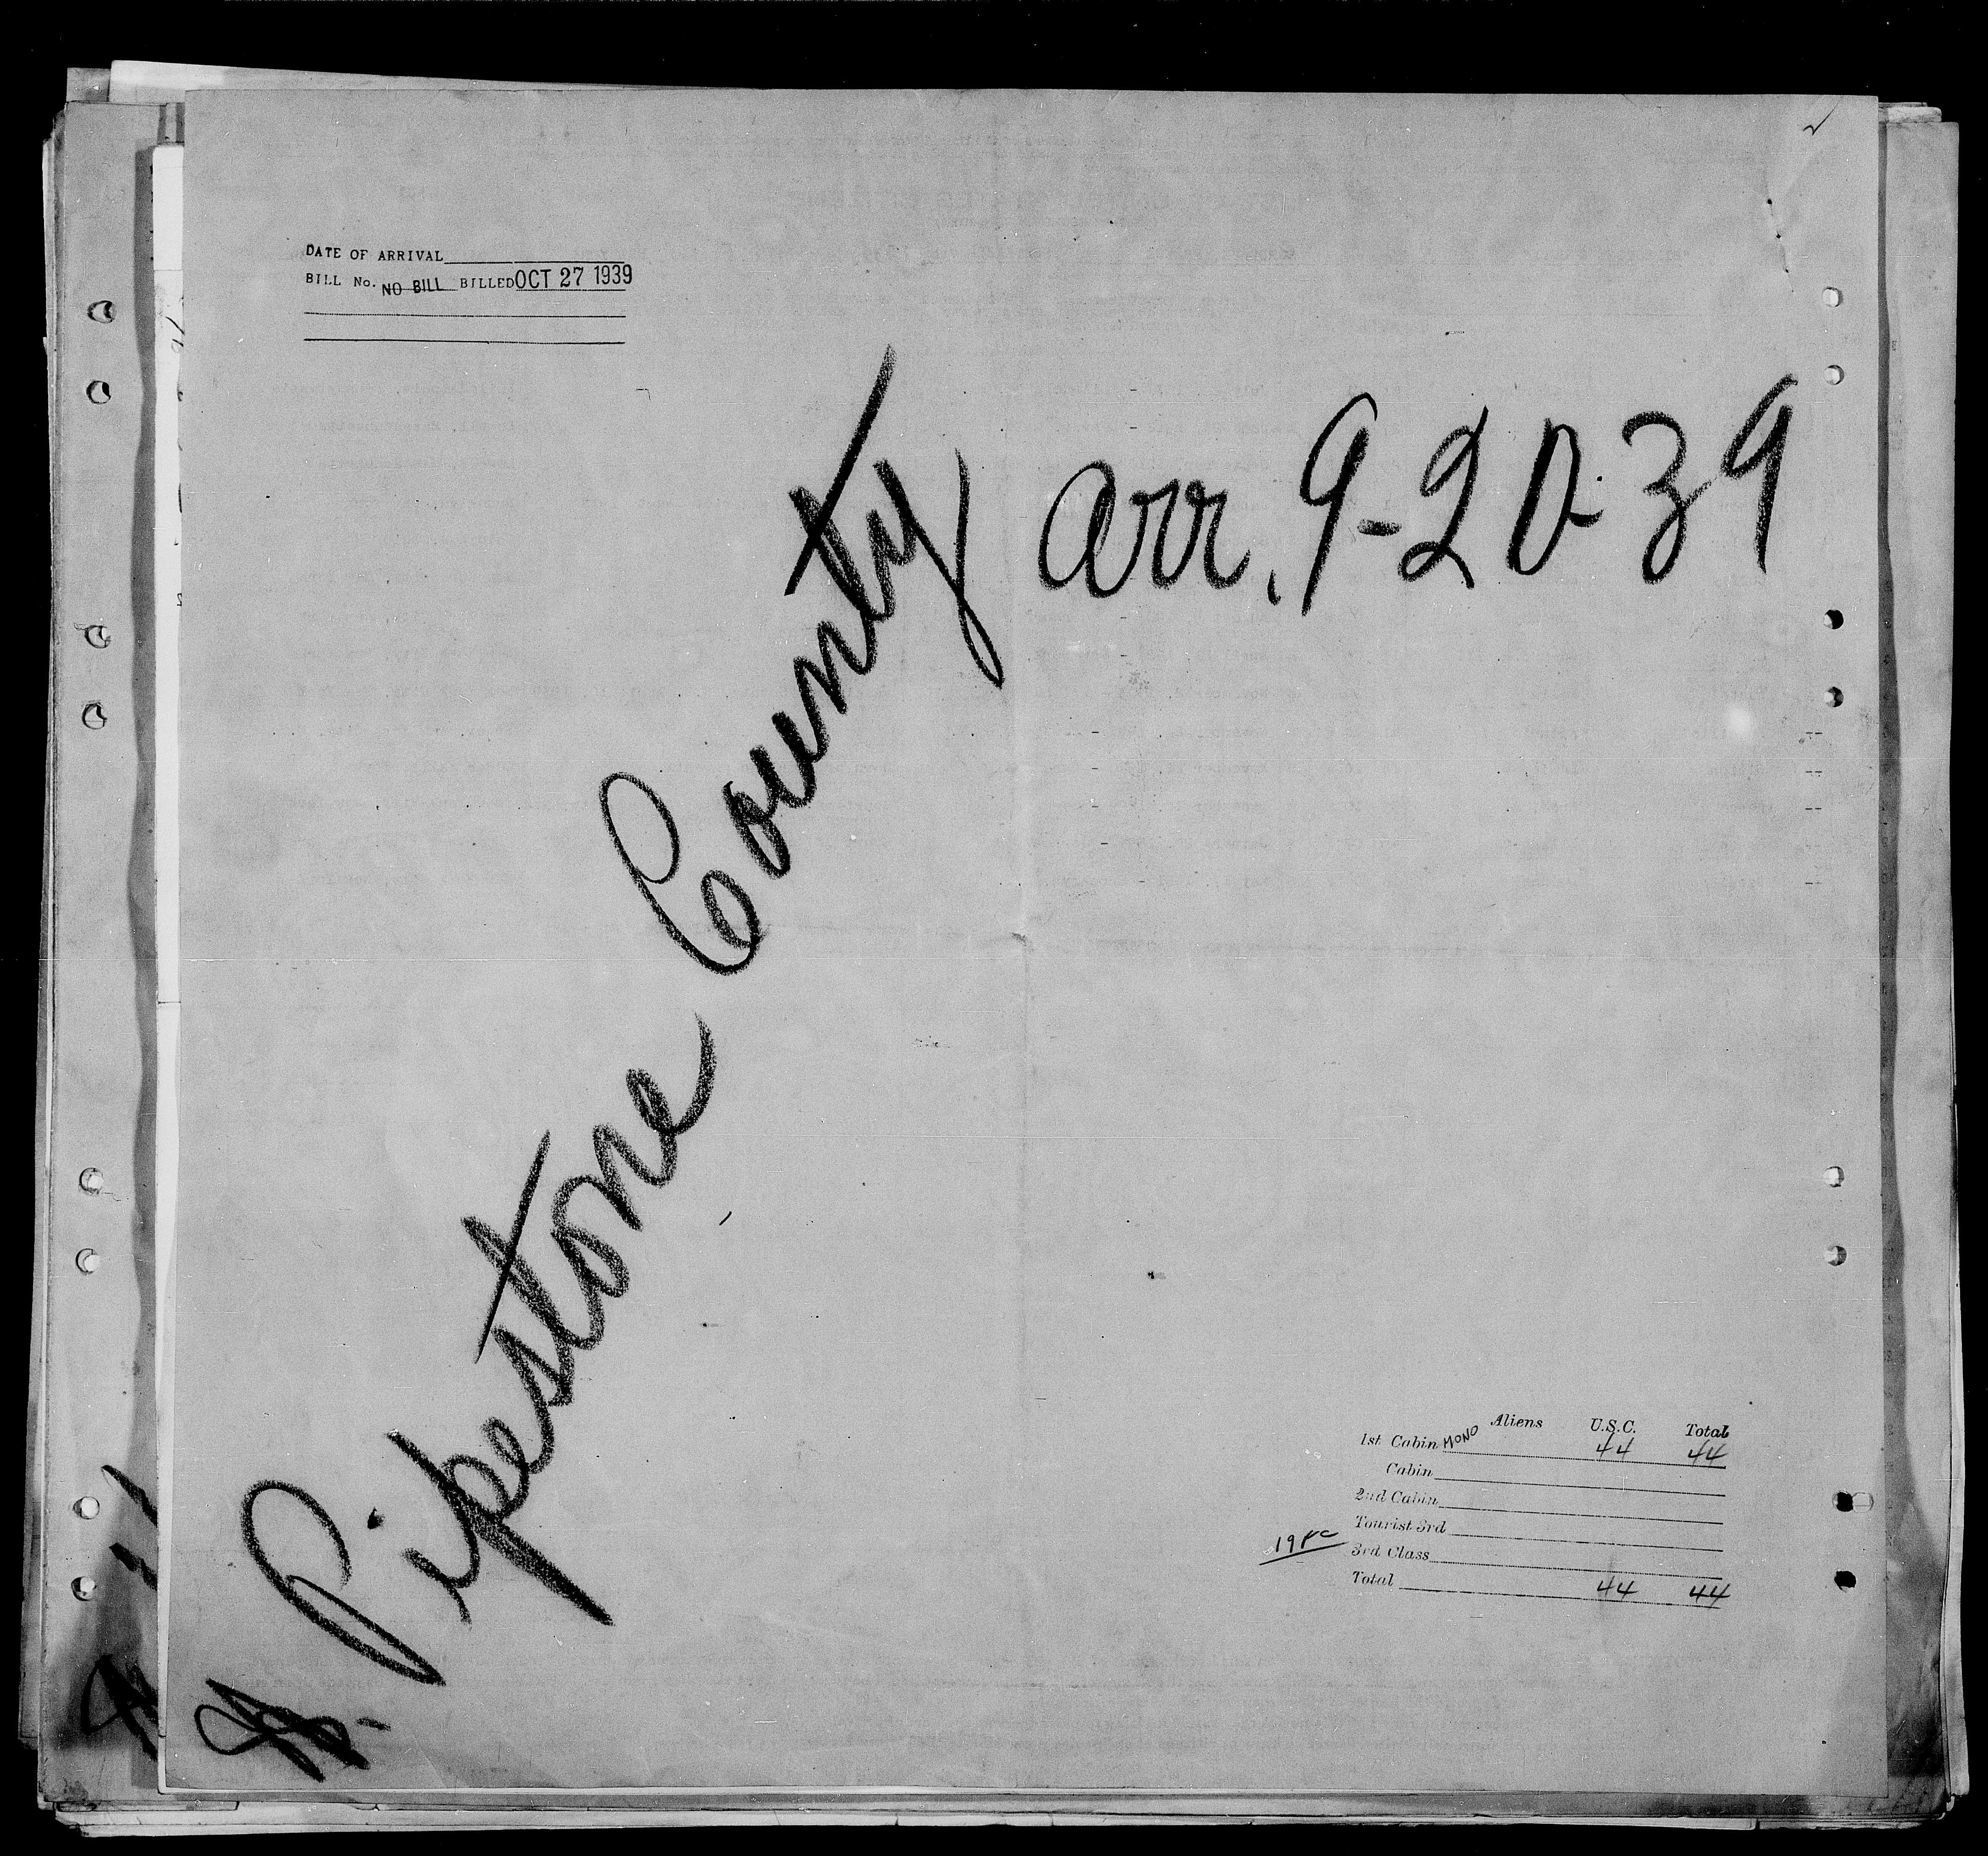 DATE OF ARRIVAL
BILL No. NO BILL BILLED OCT 27 1939
Pipestone County arr. 9-20-39
Aliens U.S.C. Total
1st Cabin MONO 44 44
Cabin
2nd Cabin
Tourist 3rd
3rd Class
Total 44 44